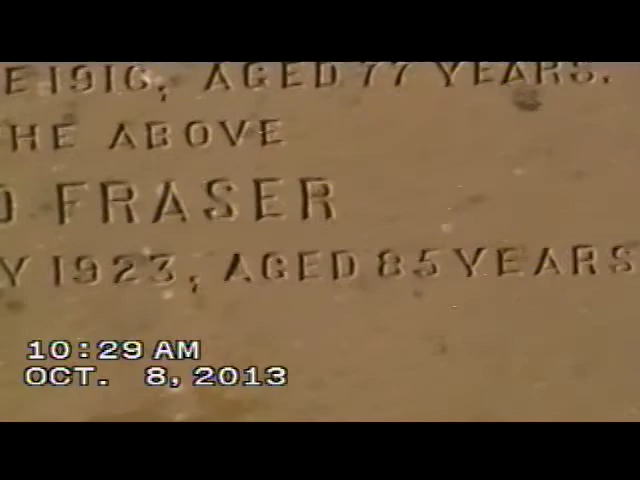 E 1916, AGED 77 YEARS.
HE ABOVE
D FRASER
Y 1923, AGED 85 YEARS
10:29 AM
OCT. 8, 2013